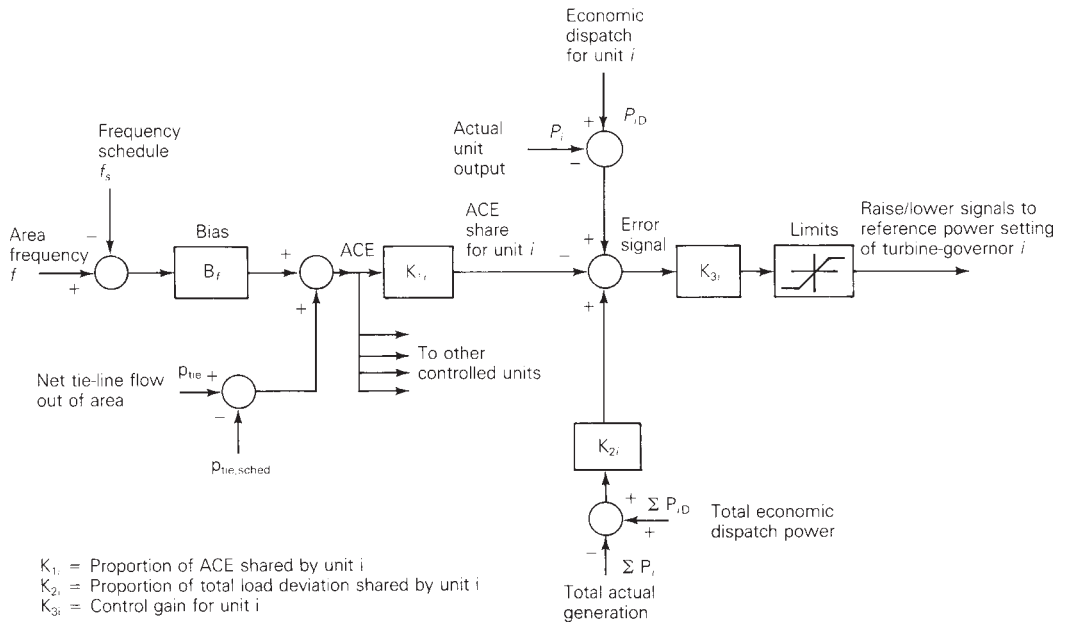 Economic
dispatch
for unit i
P_iD
+
Actual
unit
output
P_i
−
Frequency
schedule
f_s
−
Area
frequency
f
+
Bias
B_f
+
ACE
K_1i
ACE
share
for unit i
−
+
Error
signal
+
K_3i
Limits
Raise/lower signals to
reference power setting
of turbine-governor i
+
To other
controlled units
Net tie-line flow
out of area
p_tie +
−
p_tie,sched
K_2i
+ Σ P_iD
+
Total economic
dispatch power
−
Σ P_i
Total actual
generation
K_1i = Proportion of ACE shared by unit i
K_2i = Proportion of total load deviation shared by unit i
K_3i = Control gain for unit i